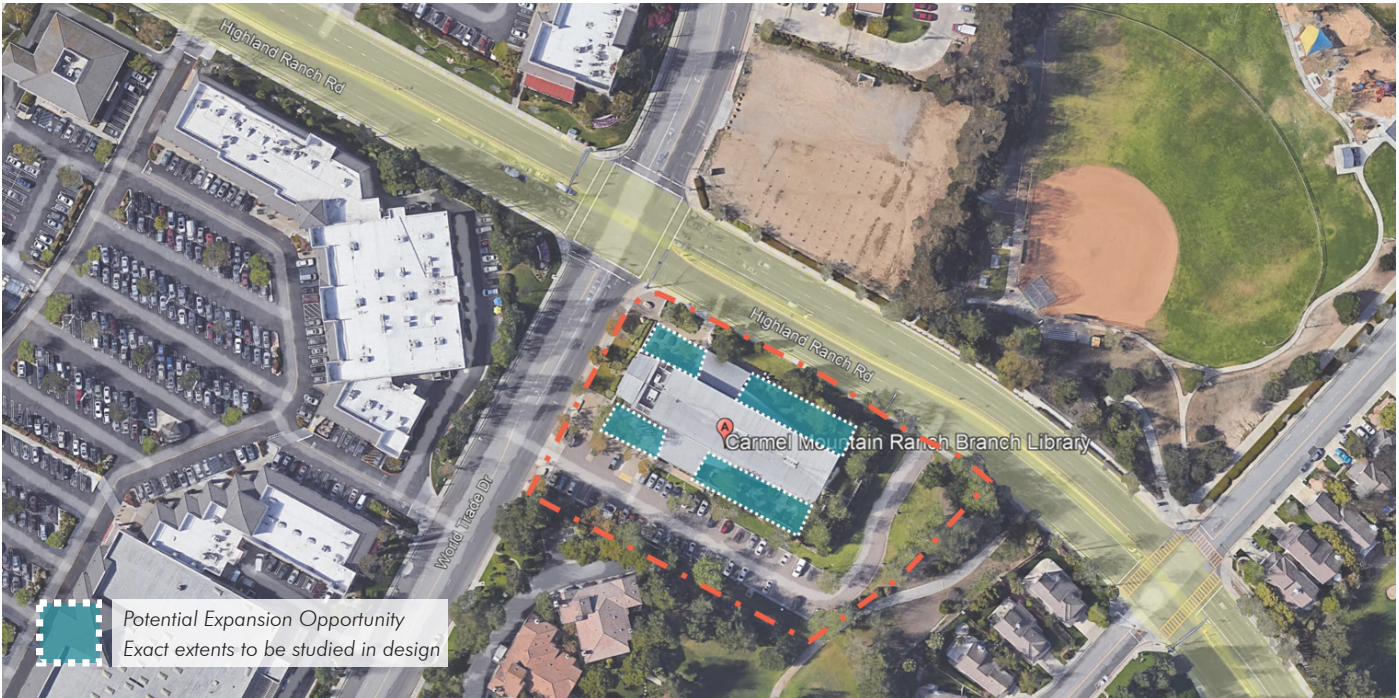 Highland Ranch Rd
Highland Ranch Rd
A
Carmel Mountain Ranch Branch Library
World Trade Dr
Potential Expansion Opportunity
Exact extents to be studied in design